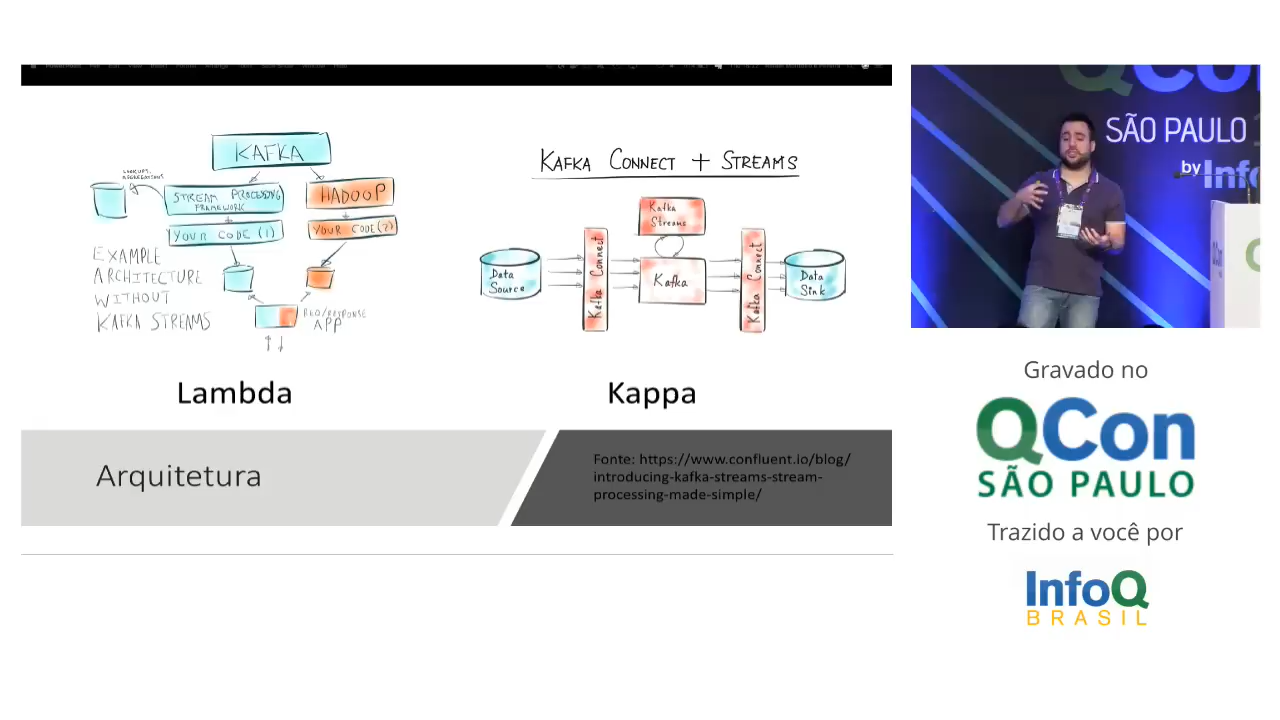 KAFKA
LOOKUPS,
AGGREGATIONS
STREAM PROCESSING
FRAMEWORK
HADOOP
YOUR CODE (1)
YOUR CODE (2)
EXAMPLE
ARCHITECTURE
WITHOUT
KAFKA STREAMS
REQ/RESPONSE
APP
Lambda
KAFKA CONNECT + STREAMS
Kafka
Streams
Data
Source
Kafka Connect
Kafka
Kafka Connect
Data
Sink
Kappa
Arquitetura
Fonte: https://www.confluent.io/blog/
introducing-kafka-streams-stream-
processing-made-simple/
QCon
SÃO PAULO
by InfoQ
QCon
Gravado no
QCon
SÃO PAULO
Trazido a você por
InfoQ
BRASIL